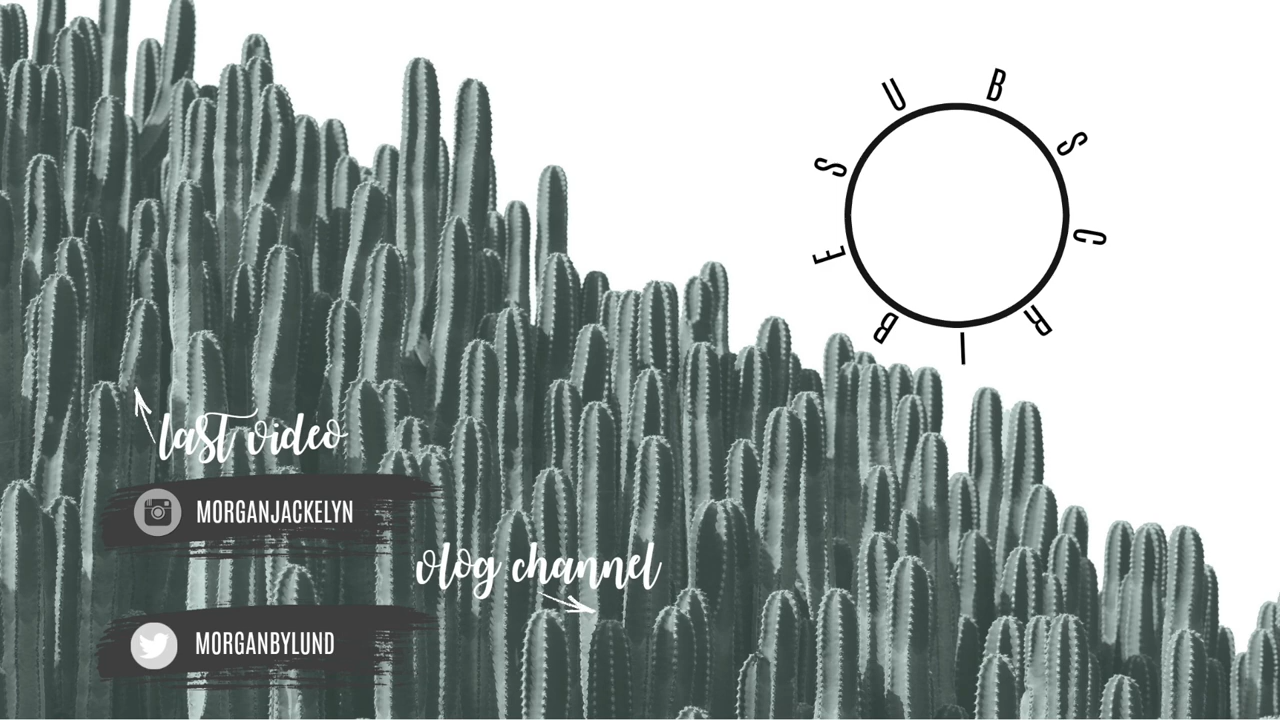 SUBSCRIBE
last video
MORGANJACKELYN
vlog channel
MORGANBYLUND